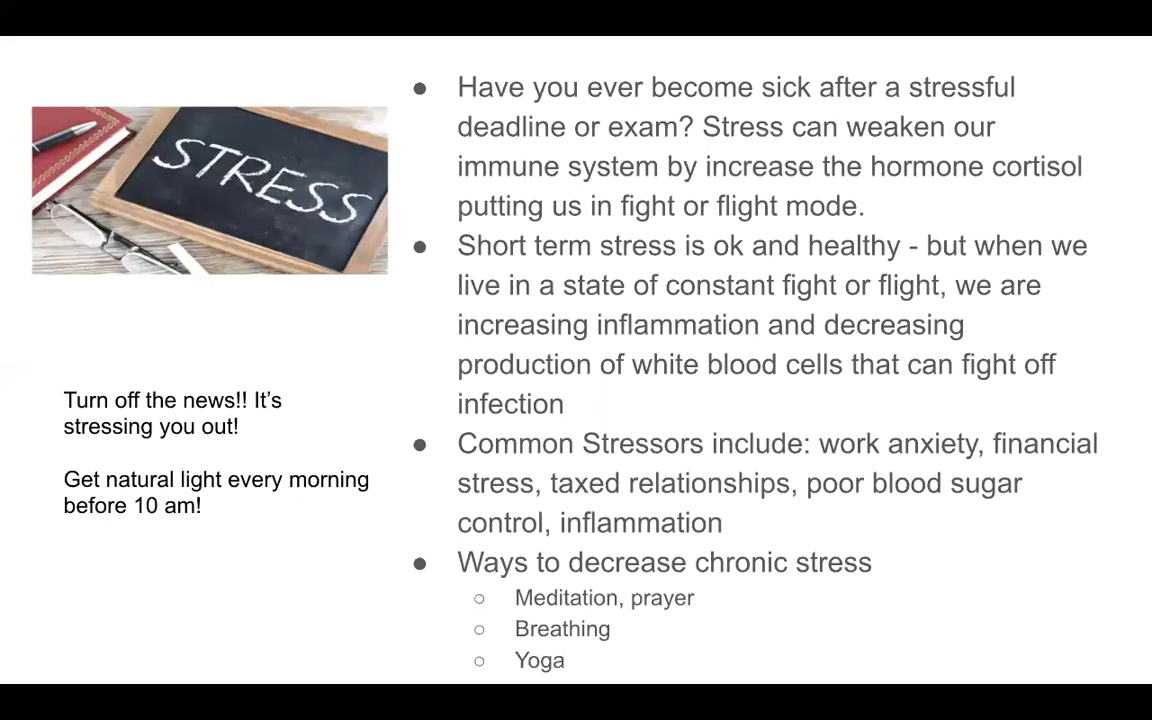 STRESS
Turn off the news!! It's
stressing you out!
Get natural light every morning
before 10 am!
● Have you ever become sick after a stressful
deadline or exam? Stress can weaken our
immune system by increase the hormone cortisol
putting us in fight or flight mode.
● Short term stress is ok and healthy - but when we
live in a state of constant fight or flight, we are
increasing inflammation and decreasing
production of white blood cells that can fight off
infection
● Common Stressors include: work anxiety, financial
stress, taxed relationships, poor blood sugar
control, inflammation
● Ways to decrease chronic stress
○ Meditation, prayer
○ Breathing
○ Yoga